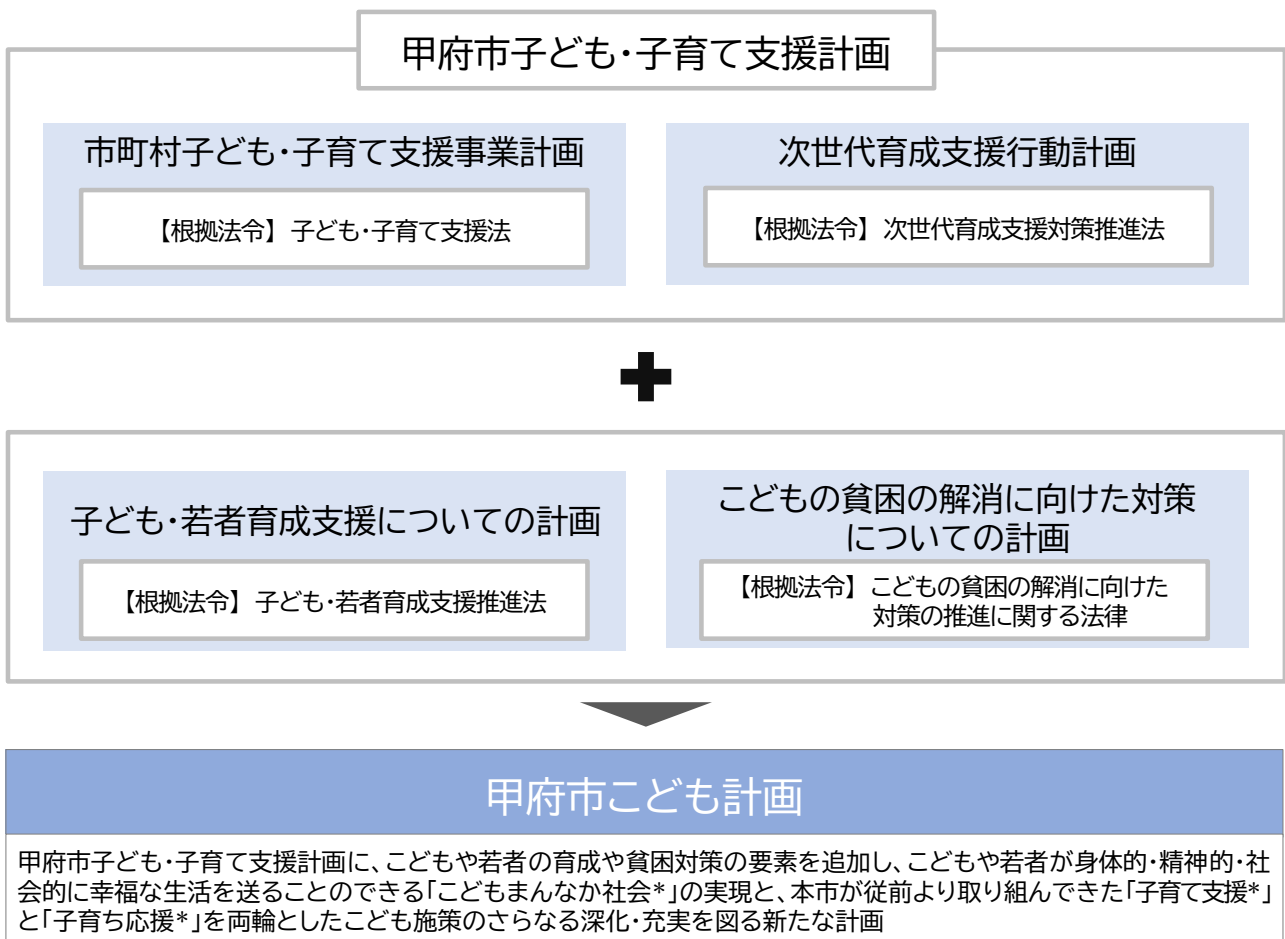 甲府市子ども・子育て支援計画
市町村子ども・子育て支援事業計画
【根拠法令】子ども・子育て支援法
次世代育成支援行動計画
【根拠法令】次世代育成支援対策推進法
子ども・若者育成支援についての計画
【根拠法令】子ども・若者育成支援推進法
こどもの貧困の解消に向けた対策
についての計画
【根拠法令】こどもの貧困の解消に向けた
対策の推進に関する法律
甲府市こども計画
甲府市子ども・子育て支援計画に、こどもや若者の育成や貧困対策の要素を追加し、こどもや若者が身体的・精神的・社
会的に幸福な生活を送ることのできる「こどもまんなか社会*」の実現と、本市が従前より取り組んできた「子育て支援*」
と「子育ち応援*」を両輪としたこども施策のさらなる深化・充実を図る新たな計画